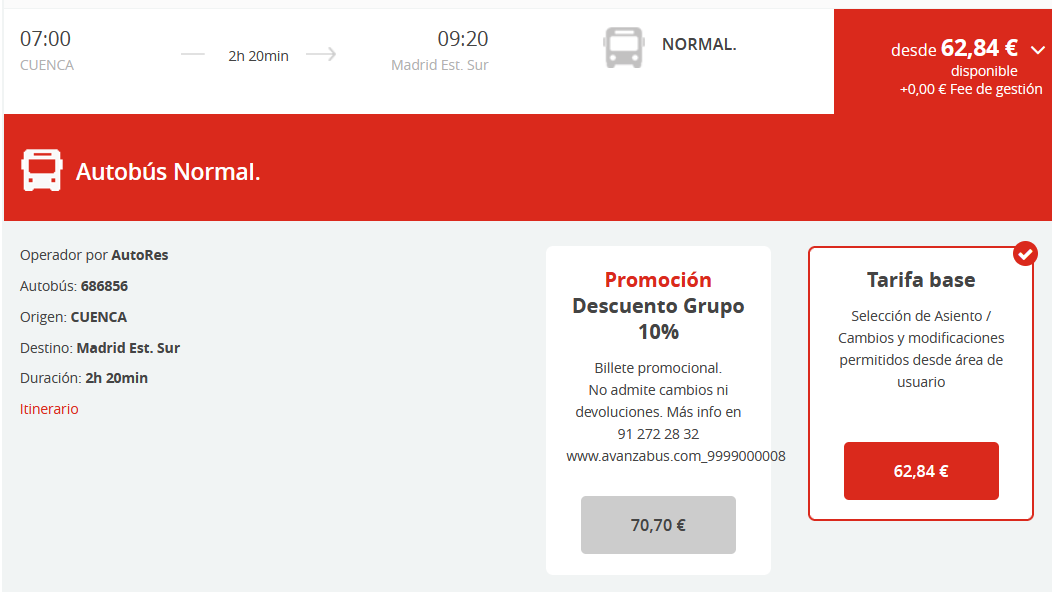 07:00
CUENCA
2h 20min
09:20
Madrid Est. Sur
NORMAL.
desde 62,84 €
disponible
+0,00 € Fee de gestión
Autobús Normal.
Operador por AutoRes
Autobús: 686856
Origen: CUENCA
Destino: Madrid Est. Sur
Duración: 2h 20min
Itinerario
Promoción
Descuento Grupo
10%
Billete promocional.
No admite cambios ni
devoluciones. Más info en
91 272 28 32
www.avanzabus.com_9999000008
70,70 €
Tarifa base
Selección de Asiento /
Cambios y modificaciones
permitidos desde área de
usuario
62,84 €